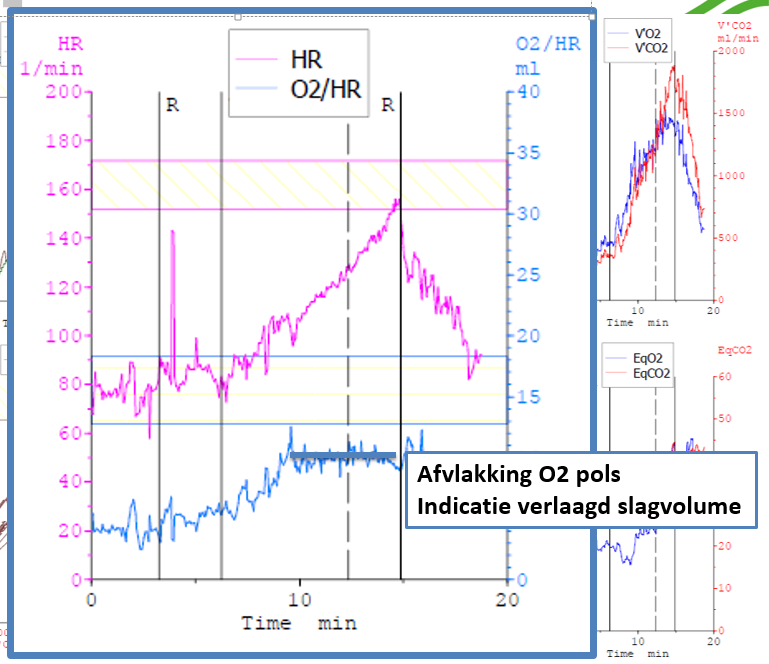 HR
1/min
200
180
160
140
120
100
80
60
40
20
0
R
HR
O2/HR
R
O2/HR
ml
40
35
30
25
20
15
5
0
0
10
20
Time min
Afvlakking O2 pols
Indicatie verlaagd slagvolume
V'O2
V'CO2
V'CO2
ml/min
2000
1500
1000
500
0
10
20
Time min
EqO2
EqCO2
EqCO2
60
50
20
10
0
10
20
Time min